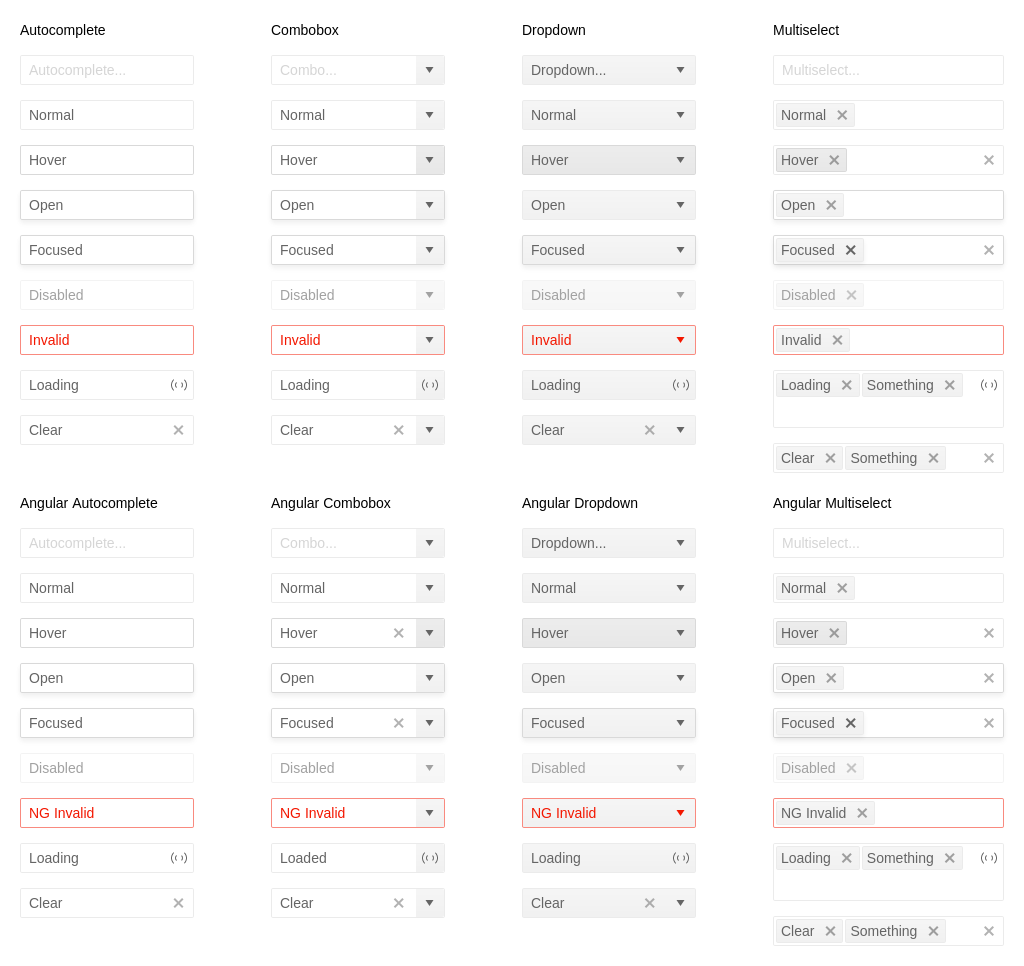 Autocomplete Combobox Dropdown Multiselect
Autocomplete... Combo... Dropdown... Multiselect...
Normal Normal Normal Normal
Hover Hover Hover Hover
Open Open Open Open
Focused Focused Focused Focused
Disabled Disabled Disabled Disabled
Invalid Invalid Invalid Invalid
Loading Loading Loading Loading Something
Clear Clear Clear
Clear Something
Angular Autocomplete Angular Combobox Angular Dropdown Angular Multiselect
Autocomplete... Combo... Dropdown... Multiselect...
Normal Normal Normal Normal
Hover Hover Hover Hover
Open Open Open Open
Focused Focused Focused Focused
Disabled Disabled Disabled Disabled
NG Invalid NG Invalid NG Invalid NG Invalid
Loading Loaded Loading Loading Something
Clear Clear Clear
Clear Something